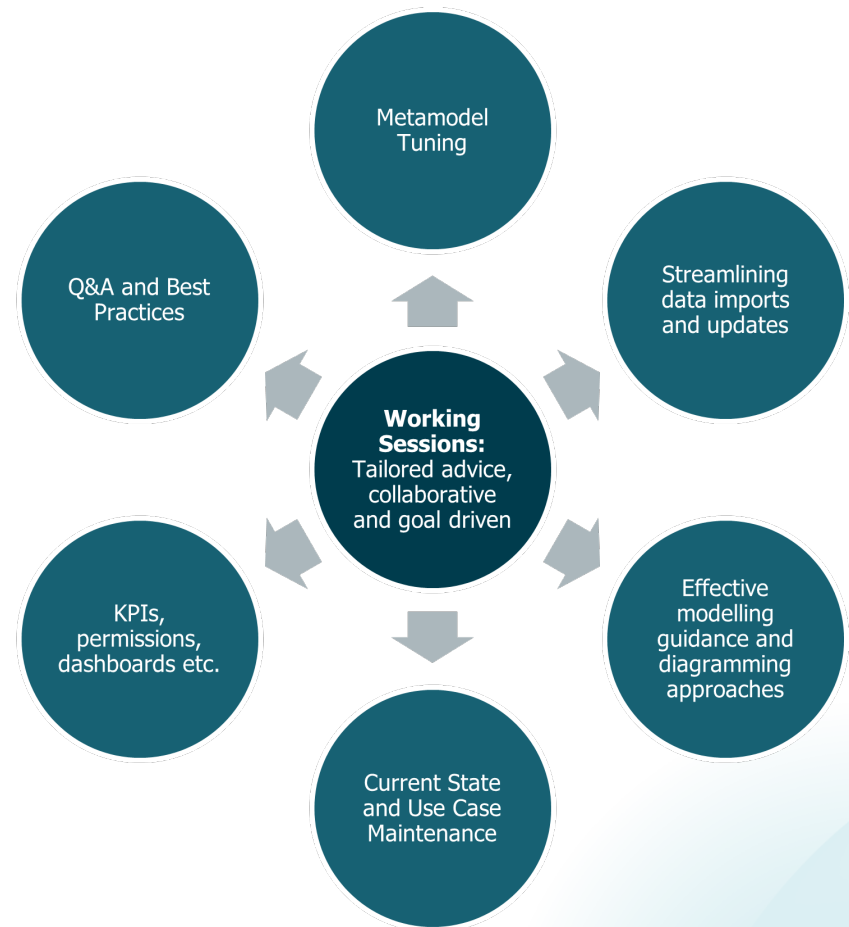 Metamodel
Tuning
Q&A and Best
Practices
Streamlining
data imports
and updates
Working
Sessions:
Tailored advice,
collaborative
and goal driven
KPIs,
permissions,
dashboards etc.
Effective
modelling
guidance and
diagramming
approaches
Current State
and Use Case
Maintenance